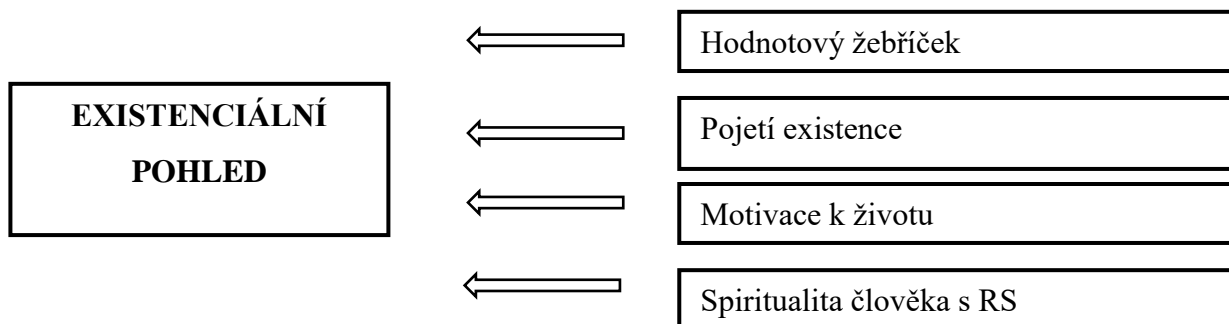 EXISTENCIÁLNÍ
POHLED
Hodnotový žebříček
Pojetí existence
Motivace k životu
Spiritualita člověka s RS